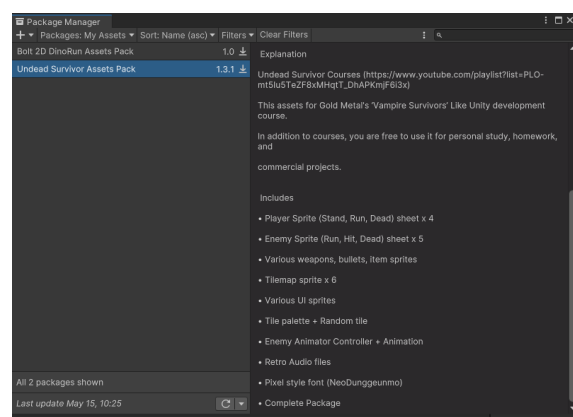 Package Manager
Packages: My Assets Sort: Name (asc) Filters Clear Filters
Bolt 2D DinoRun Assets Pack 1.0
Undead Survivor Assets Pack 1.3.1
All 2 packages shown
Last update May 15, 10:25
Explanation
Undead Survivor Courses (https://www.youtube.com/playlist?list=PLO-
mt5Iu5TeZF8xMHqtT_DhAPKmjF6i3x)
This assets for Gold Metal's 'Vampire Survivors' Like Unity development
course.
In addition to courses, you are free to use it for personal study, homework,
and
commercial projects.
Includes
• Player Sprite (Stand, Run, Dead) sheet x 4
• Enemy Sprite (Run, Hit, Dead) sheet x 5
• Various weapons, bullets, item sprites
• Tilemap sprite x 6
• Various UI sprites
• Tile palette + Random tile
• Enemy Animator Controller + Animation
• Retro Audio files
• Pixel style font (NeoDunggeunmo)
• Complete Package